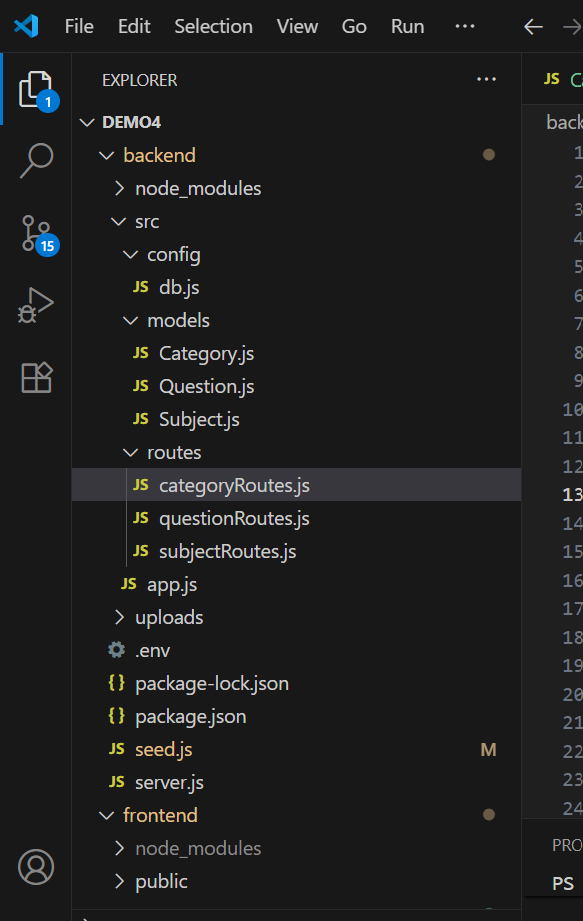 File Edit Selection View Go Run ...
EXPLORER ...
JS
DEMO4
back
backend
node_modules
src
config
JS db.js
models
JS Category.js
JS Question.js
JS Subject.js
routes
JS categoryRoutes.js
JS questionRoutes.js
JS subjectRoutes.js
JS app.js
uploads
.env
{} package-lock.json
{} package.json
JS seed.js M
JS server.js
frontend
node_modules
public
1
15
1
2
3
4
5
6
7
8
9
10
11
12
13
14
15
16
17
18
19
20
21
22
23
24
PRO
PS